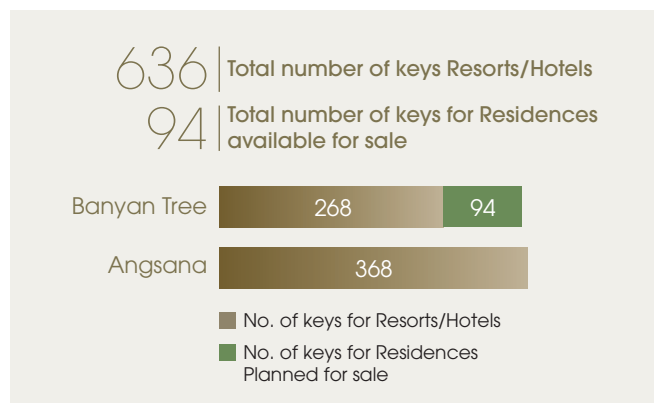 636 Total number of keys Resorts/Hotels
94 Total number of keys for Residences
available for sale
Banyan Tree 268 94
Angsana 368
No. of keys for Resorts/Hotels
No. of keys for Residences
Planned for sale